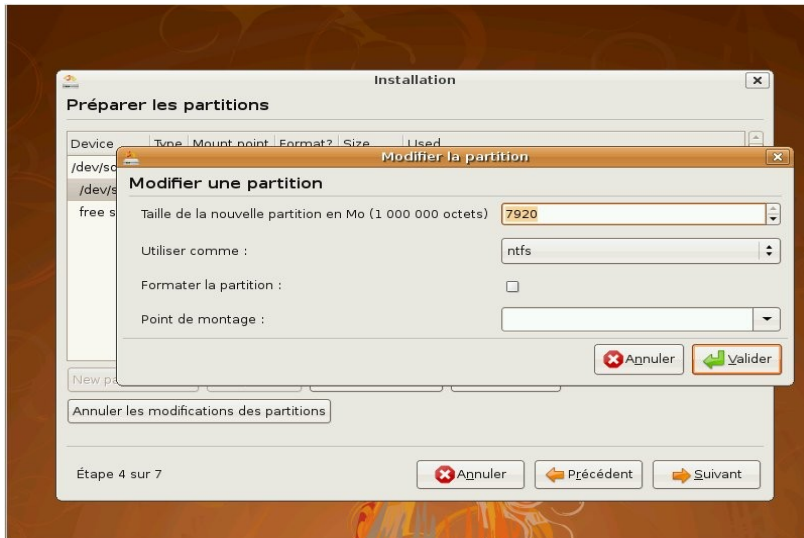 Installation
Préparer les partitions
Device Type Mount point Format? Size Used
/dev/sd
Modifier la partition
/dev/s
Modifier une partition
free s
Taille de la nouvelle partition en Mo (1 000 000 octets) 7920
Utiliser comme : ntfs
Formater la partition :
Point de montage :
Annuler Valider
New pa
Annuler les modifications des partitions
Étape 4 sur 7 Annuler Précédent Suivant